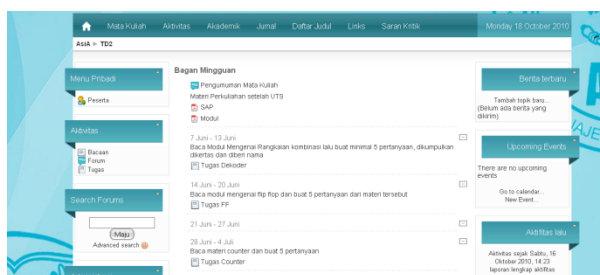 Mata Kuliah Aktivitas Akademik Jurnal Daftar Judul Links Saran Kritik Monday 18 October 2010
AsiA ► TD2
Menu Pribadi
Peserta
Aktivitas
Bacaan
Forum
Tugas
Search Forums
Maju
Advanced search
Bagan Mingguan
Pengumuman Mata Kuliah
Materi Perkuliahan setelah UTS
SAP
Modul
7 Juni - 13 Juni
Baca Modul Mengenai Rangkaian kombinasi lalu buat minimal 5 pertanyaan, dikumpulkan
dikertas dan diberi nama
Tugas Dekoder
14 Juni - 20 Juni
Baca modul mengenai flip flop dan buat 5 pertanyaan dari materi tersebut
Tugas FF
21 Juni - 27 Juni
28 Juni - 4 Juli
Baca materi counter dan buat 5 pertanyaan
Tugas Counter
Berita terbaru
Tambah topik baru...
(Belum ada berita yang
dikirim)
Upcoming Events
There are no upcoming
events
Go to calendar...
New Event...
Aktifitas lalu
Aktivitas sejak Sabtu, 16
Oktober 2010, 14:23
laporan lengkap aktifitas